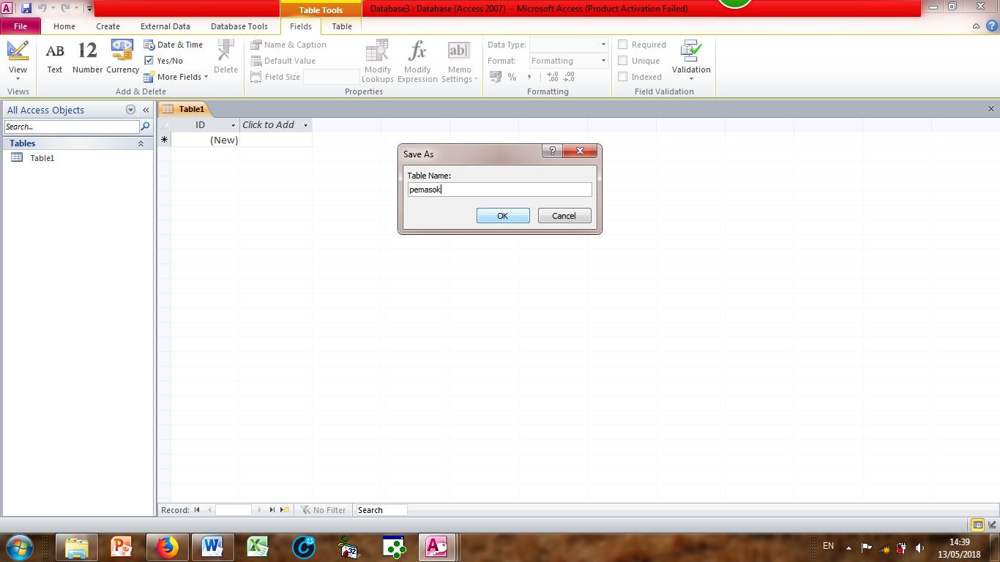 Table Tools
Database3 : Database (Access 2007) - Microsoft Access (Product Activation Failed)
File Home Create External Data Database Tools Fields Table
View
Views
AB Text
12 Number
Currency
Date & Time
Yes/No
More Fields
Delete
Add & Delete
Name & Caption
Default Value
Field Size
Modify Lookups
fx Modify Expression
ab Memo Settings
Properties
Data Type:
Format: Formatting
% , .00 .0
Formatting
Required
Unique
Indexed
Validation
Field Validation
All Access Objects
Search...
Tables
Table1
Table1
ID Click to Add
(New)
Save As
Table Name:
pemasok
OK Cancel
Record: No Filter Search
EN 14:39
13/05/2018